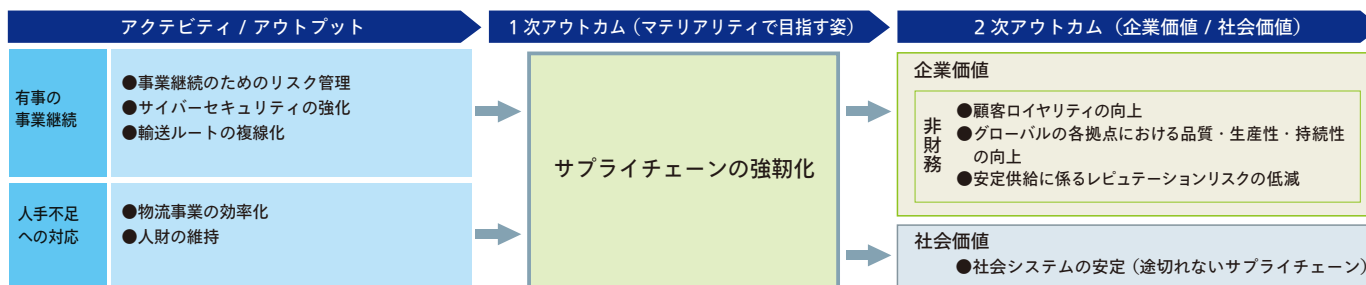 アクテビティ / アウトプット
1次アウトカム（マテリアリティで目指す姿）
2次アウトカム（企業価値 / 社会価値）
有事の
事業継続
●事業継続のためのリスク管理
●サイバーセキュリティの強化
●輸送ルートの複線化
人手不足
への対応
●物流事業の効率化
●人財の維持
サプライチェーンの強靭化
企業価値
非財務
●顧客ロイヤリティの向上
●グローバルの各拠点における品質・生産性・持続性
の向上
●安定供給に係るレピュテーションリスクの低減
社会価値
●社会システムの安定（途切れないサプライチェーン）